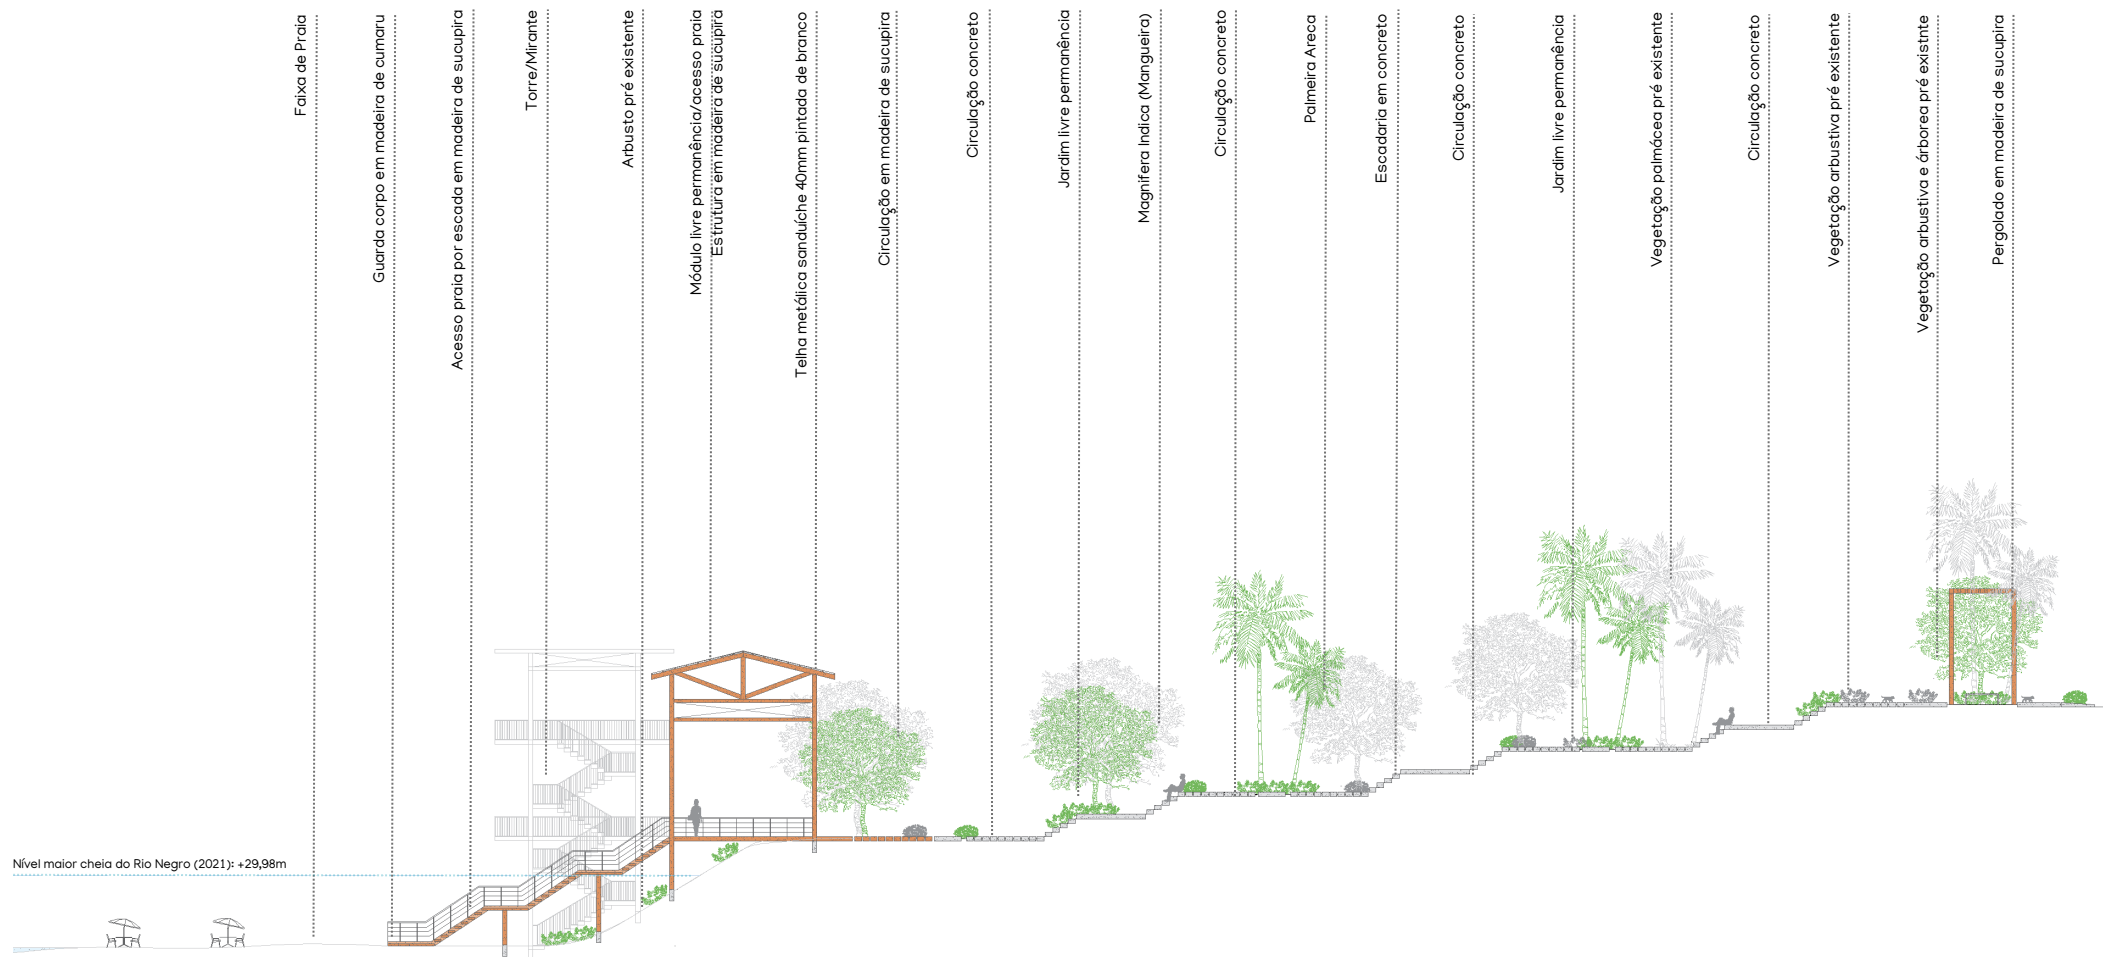 Faixa de Praia
Guarda corpo em madeira de cumaru
Acesso praia por escada em madeira de sucupira
Torre/Mirante
Arbusto pré existente
Módulo livre permanência/acesso praia
Estrutura em madeira de sucupira
Telha metálica sanduíche 40mm pintada de branco
Circulação em madeira de sucupira
Circulação concreto
Jardim livre permanência
Magnifera Indica (Mangueira)
Circulação concreto
Palmeira Areca
Escadaria em concreto
Circulação concreto
Jardim livre permanência
Vegetação palmácea pré existente
Circulação concreto
Vegetação arbustiva pré existente
Vegetação arbustiva e árborea pré existnte
Pergolado em madeira de sucupira
Nível maior cheia do Rio Negro (2021): +29,98m